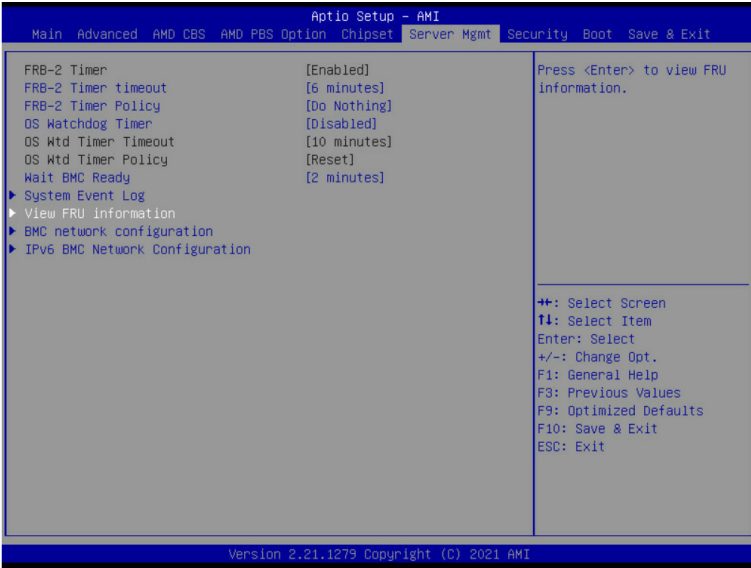 Aptio Setup – AMI
Main Advanced AMD CBS AMD PBS Option Chipset Server Mgmt Security Boot Save & Exit
FRB-2 Timer [Enabled]
FRB-2 Timer timeout [6 minutes]
FRB-2 Timer Policy [Do Nothing]
OS Watchdog Timer [Disabled]
OS Wtd Timer Timeout [10 minutes]
OS Wtd Timer Policy [Reset]
Wait BMC Ready [2 minutes]
System Event Log
View FRU information
BMC network configuration
IPv6 BMC Network Configuration
Press <Enter> to view FRU
information.
→←: Select Screen
↑↓: Select Item
Enter: Select
+/-: Change Opt.
F1: General Help
F3: Previous Values
F9: Optimized Defaults
F10: Save & Exit
ESC: Exit
Version 2.21.1279 Copyright (C) 2021 AMI